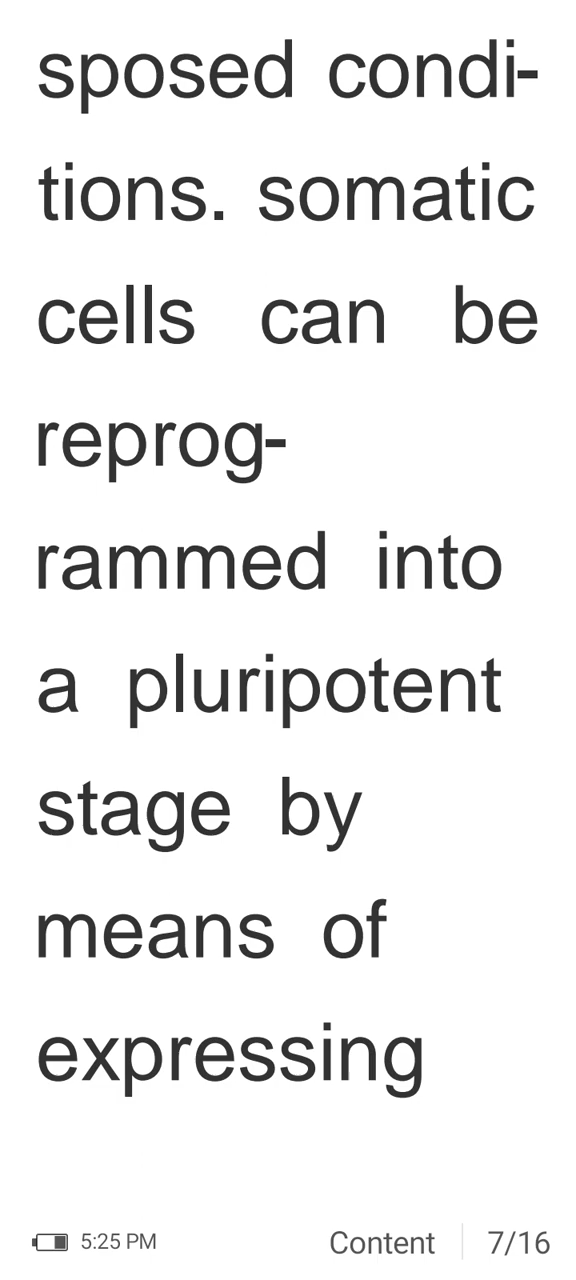 sposed condi-
tions. somatic
cells can be
reprog-
rammed into
a pluripotent
stage by
means of
expressing
5:25 PM Content 7/16